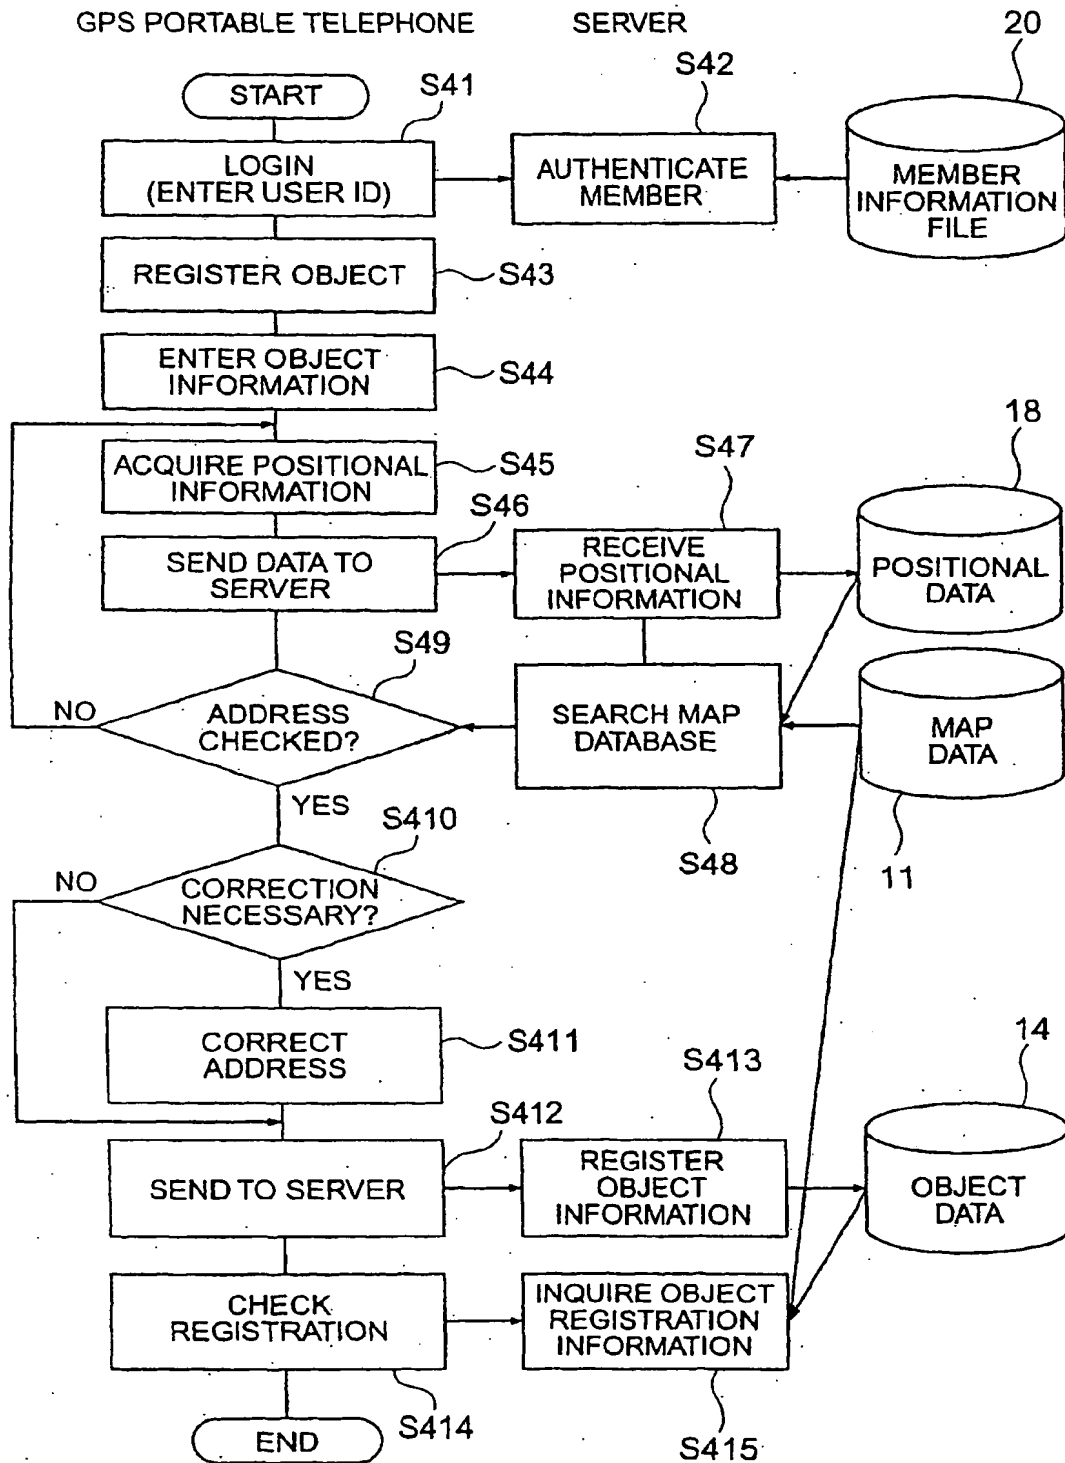 GPS PORTABLE TELEPHONE
SERVER
20
START
S41
S42
LOGIN
(ENTER USER ID)
AUTHENTICATE
MEMBER
MEMBER
INFORMATION
FILE
REGISTER OBJECT
S43
ENTER OBJECT
INFORMATION
S44
ACQUIRE POSITIONAL
INFORMATION
S45
S46
S47
18
SEND DATA TO
SERVER
RECEIVE
POSITIONAL
INFORMATION
POSITIONAL
DATA
S49
NO
ADDRESS
CHECKED?
SEARCH MAP
DATABASE
MAP
DATA
YES
S48
11
S410
NO
CORRECTION
NECESSARY?
YES
CORRECT
ADDRESS
S411
S412
S413
14
SEND TO SERVER
REGISTER
OBJECT
INFORMATION
OBJECT
DATA
CHECK
REGISTRATION
INQUIRE OBJECT
REGISTRATION
INFORMATION
S414
S415
END